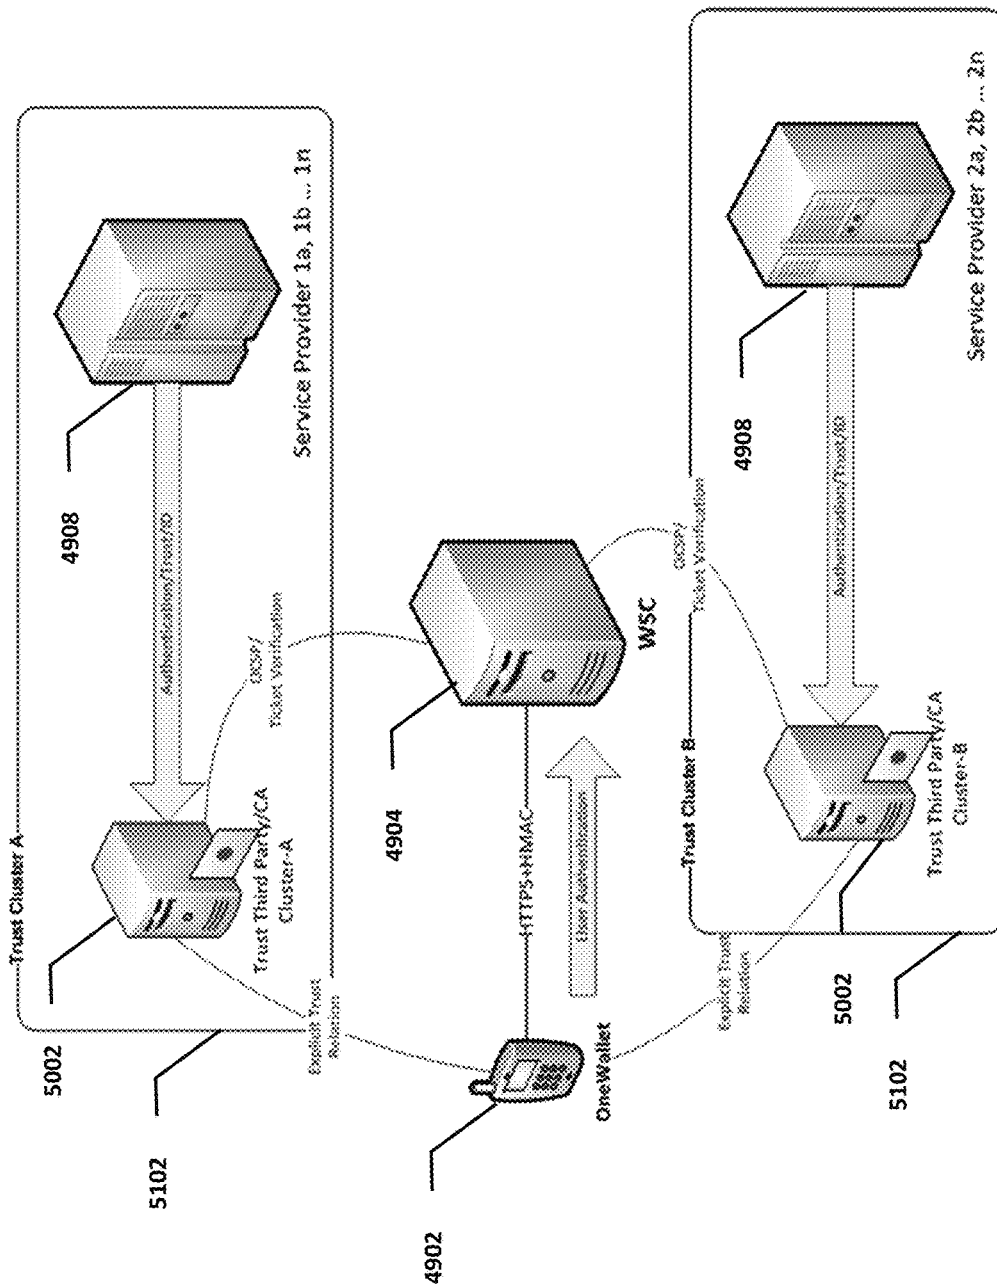 Trust Cluster A
5002
5102
Trust Third Party/CA
Cluster-A
Authentication/Trust/ID
4908
Service Provider 1a, 1b ... 1n
OCSP/
Ticket Verification
Explicit Trust
Relation
4902
OneWallet
HTTPS+HMAC
User Authentication
4904
WSC
OCSP/
Ticket Verification
Explicit Trust
Relation
Trust Cluster B
5002
5102
Trust Third Party/CA
Cluster-B
Authentication/Trust/ID
4908
Service Provider 2a, 2b ... 2n